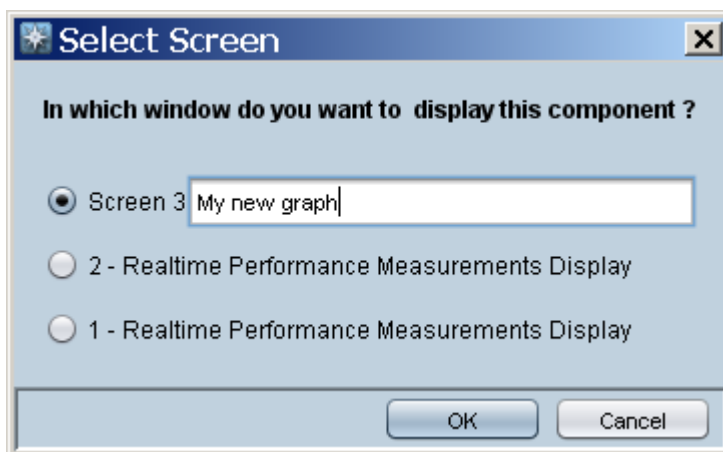 Select Screen
In which window do you want to display this component ?
Screen 3 My new graph
2 - Realtime Performance Measurements Display
1 - Realtime Performance Measurements Display
OK Cancel